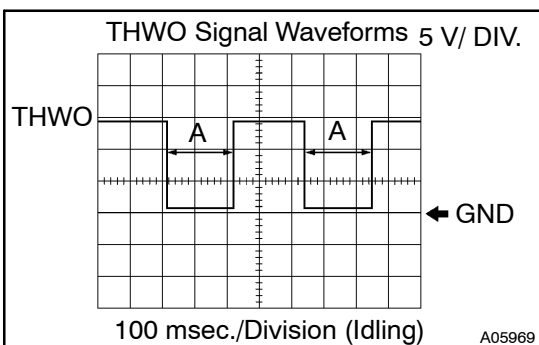 THWO Signal Waveforms 5 V/ DIV.
THWO
A A
GND
100 msec./Division (Idling)
A05969